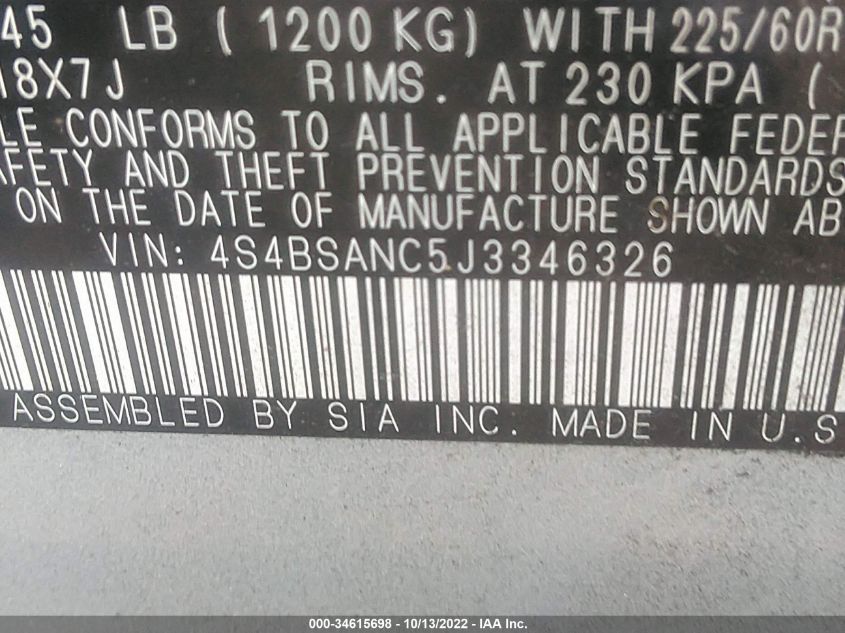 45 LB ( 1200 KG) WITH 225/60R
18X7J RIMS. AT 230 KPA (
LE CONFORMS TO ALL APPLICABLE FEDER
AFETY AND THEFT PREVENTION STANDARDS
ON THE DATE OF MANUFACTURE SHOWN AB
VIN: 4S4BSANC5J3346326
ASSEMBLED BY SIA INC. MADE IN U.S
000-34615698 - 10/13/2022 - IAA Inc.